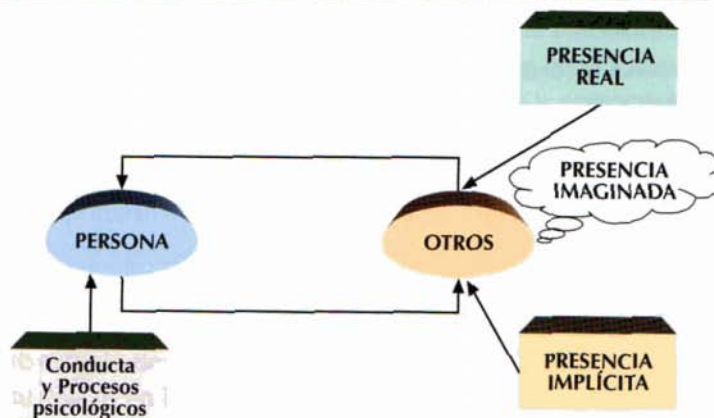 PRESENCIA
REAL
PRESENCIA
IMAGINADA
PERSONA
OTROS
Conducta
y Procesos
psicológicos
PRESENCIA
IMPLÍCITA